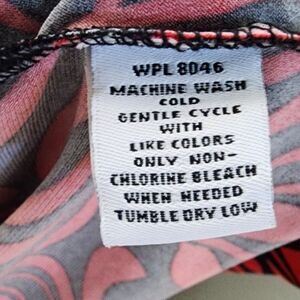 WPL 8046
MACHINE WASH
COLD
GENTLE CYCLE
WITH
LIKE COLORS
ONLY NON-
CHLORINE BLEACH
WHEN NEEDED
TUMBLE DRY LOW